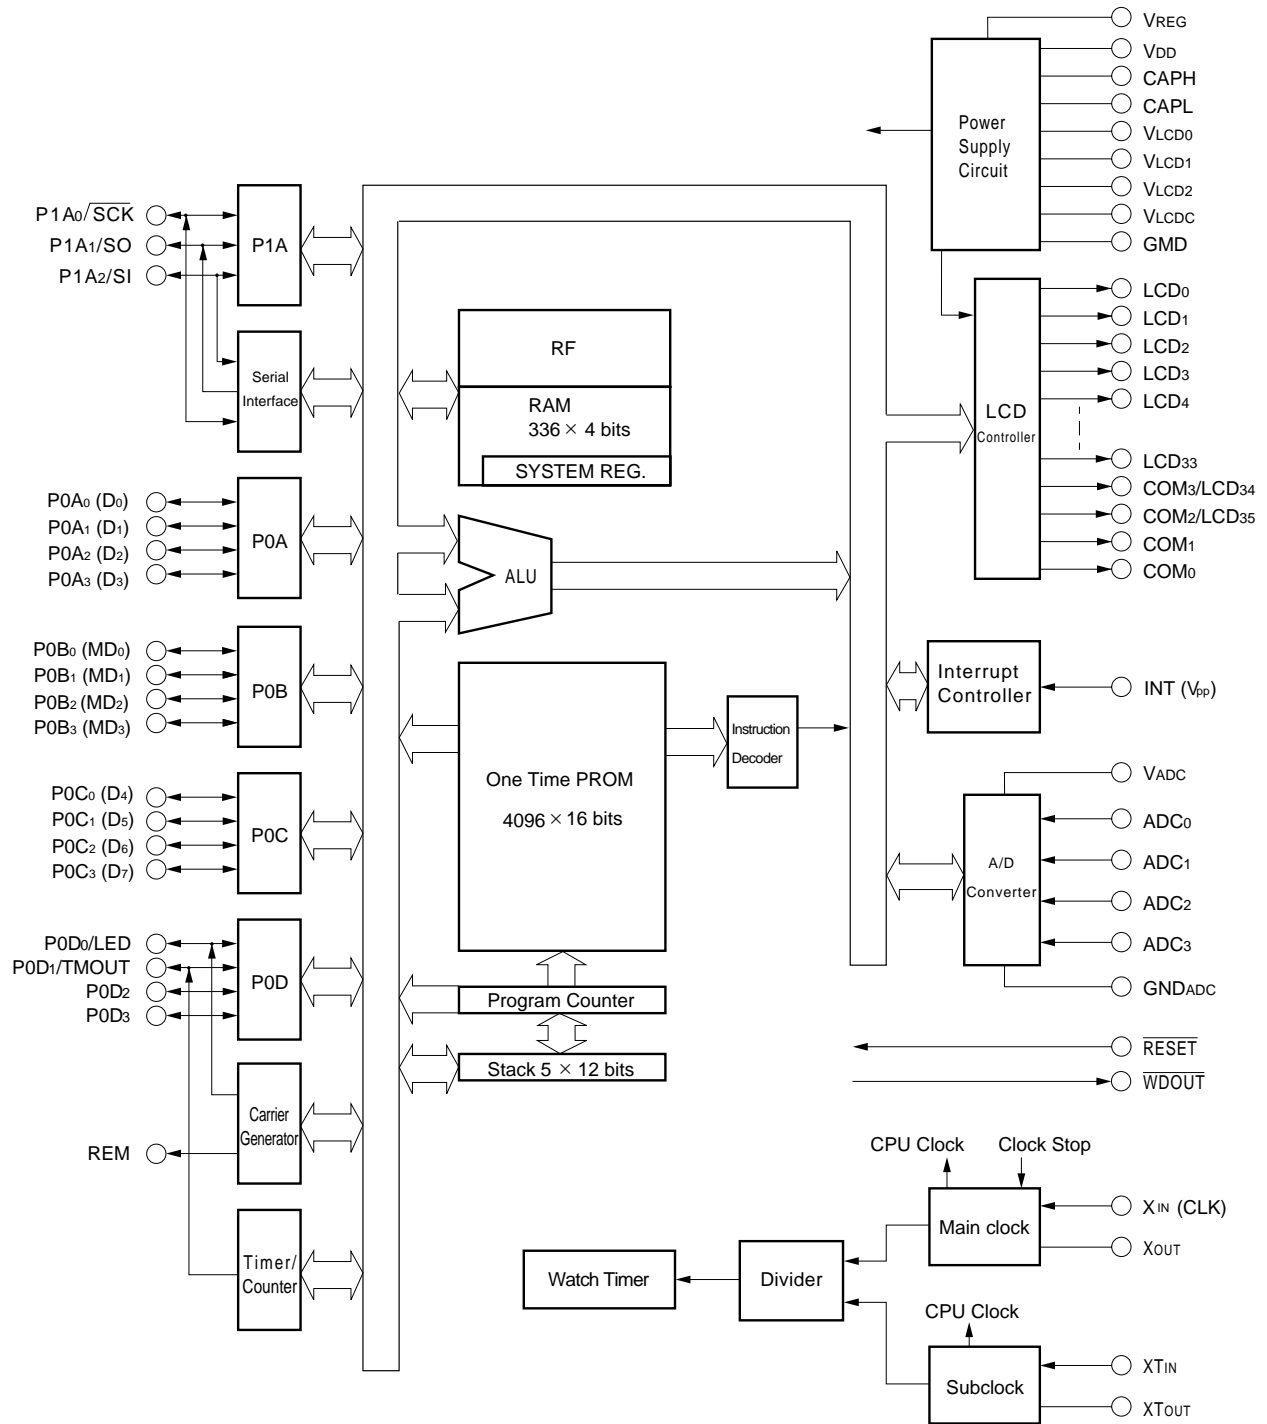 VREG
VDD
CAPH
CAPL
VLCD0
VLCD1
VLCD2
VLCDC
GMD
Power
Supply
Circuit
P1A0/SCK
P1A1/SO
P1A2/SI
P1A
Serial
Interface
RF
RAM
336 × 4 bits
SYSTEM REG.
LCD
Controller
LCD0
LCD1
LCD2
LCD3
LCD4
LCD33
COM3/LCD34
COM2/LCD35
COM1
COM0
P0A0 (D0)
P0A1 (D1)
P0A2 (D2)
P0A3 (D3)
P0A
ALU
P0B0 (MD0)
P0B1 (MD1)
P0B2 (MD2)
P0B3 (MD3)
P0B
One Time PROM
4096 × 16 bits
Instruction
Decoder
Interrupt
Controller
INT (Vpp)
P0C0 (D4)
P0C1 (D5)
P0C2 (D6)
P0C3 (D7)
P0C
A/D
Converter
VADC
ADC0
ADC1
ADC2
ADC3
GNDADC
P0D0/LED
P0D1/TMOUT
P0D2
P0D3
P0D
Program Counter
Stack 5 × 12 bits
RESET
WDOUT
Carrier
Generator
REM
Timer/
Counter
CPU Clock
Clock Stop
Main clock
XIN (CLK)
XOUT
Watch Timer
Divider
CPU Clock
Subclock
XTIN
XTOUT